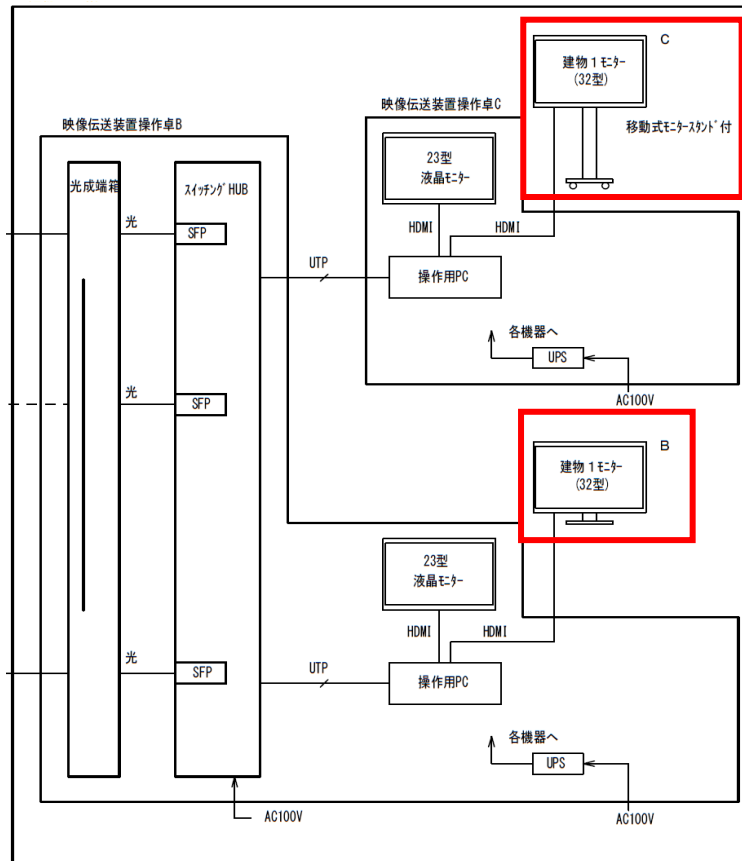 C
建物１ﾓﾆﾀｰ
(32型)
移動式ﾓﾆﾀｰｽﾀﾝﾄﾞ付
映像伝送装置操作卓C
映像伝送装置操作卓B
23型
液晶ﾓﾆﾀｰ
光成端箱
ｽｲｯﾁﾝｸﾞHUB
光
SFP
HDMI
HDMI
UTP
操作用PC
各機器へ
UPS
AC100V
光
SFP
B
建物１ﾓﾆﾀｰ
(32型)
23型
液晶ﾓﾆﾀｰ
HDMI
HDMI
光
SFP
UTP
操作用PC
各機器へ
UPS
AC100V
AC100V